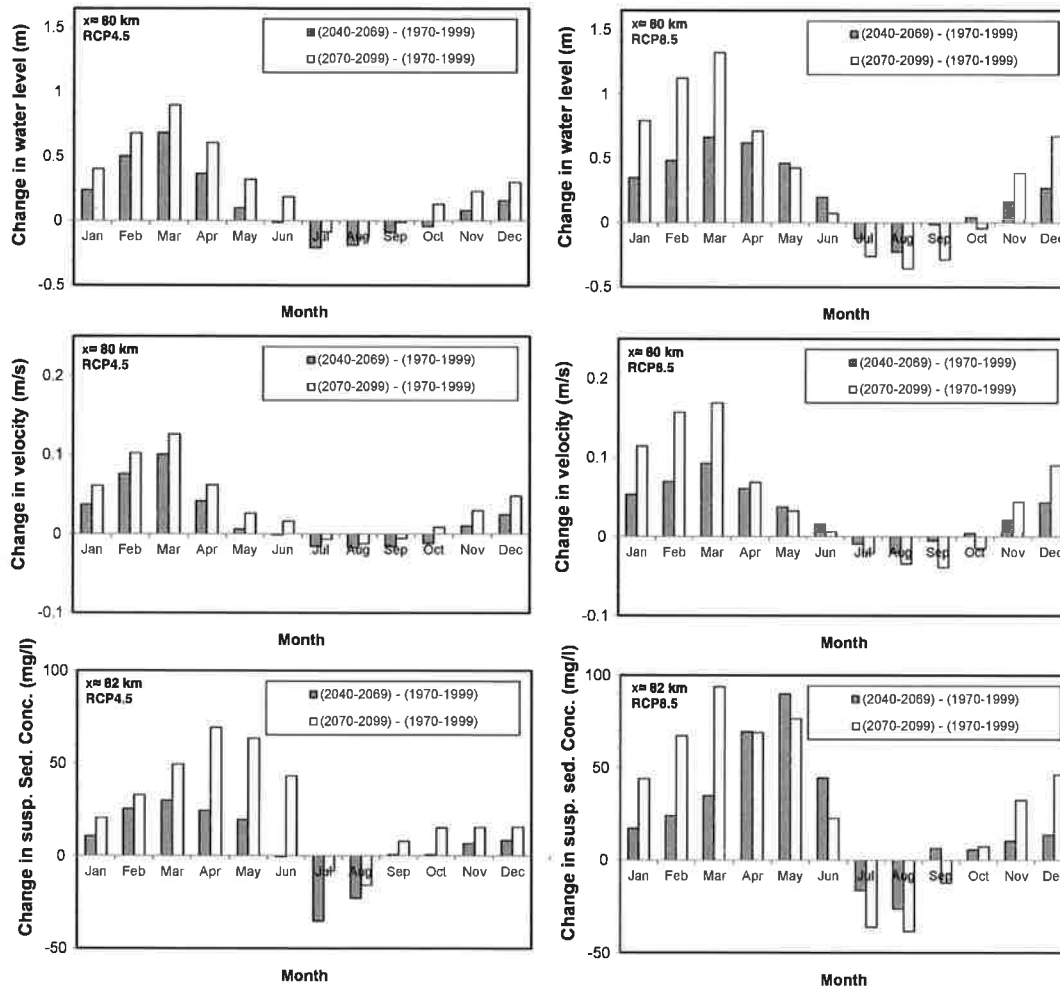 x≈ 80 km
RCP4.5
(2040-2069) - (1970-1999)
(2070-2099) - (1970-1999)
Change in water level (m)
1.5
1
0.5
0
-0.5
Jan Feb Mar Apr May Jun Jul Aug Sep Oct Nov Dec
Month
x≈ 80 km
RCP8.5
(2040-2069) - (1970-1999)
(2070-2099) - (1970-1999)
Change in water level (m)
1.5
1
0.5
0
-0.5
Jan Feb Mar Apr May Jun Jul Aug Sep Oct Nov Dec
Month
x≈ 80 km
RCP4.5
(2040-2069) - (1970-1999)
(2070-2099) - (1970-1999)
Change in velocity (m/s)
0.2
0.1
0
-0.1
Jan Feb Mar Apr May Jun Jul Aug Sep Oct Nov Dec
Month
x≈ 80 km
RCP8.5
(2040-2069) - (1970-1999)
(2070-2099) - (1970-1999)
Change in velocity (m/s)
0.2
0.1
0
-0.1
Jan Feb Mar Apr May Jun Jul Aug Sep Oct Nov Dec
Month
x≈ 82 km
RCP4.5
(2040-2069) - (1970-1999)
(2070-2099) - (1970-1999)
Change in susp. Sed. Conc. (mg/l)
100
50
0
-50
Jan Feb Mar Apr May Jun Jul Aug Sep Oct Nov Dec
Month
x≈ 82 km
RCP8.5
(2040-2069) - (1970-1999)
(2070-2099) - (1970-1999)
Change in susp. sed. Conc. (mg/l)
100
50
0
-50
Jan Feb Mar Apr May Jun Jul Aug Sep Oct Nov Dec
Month